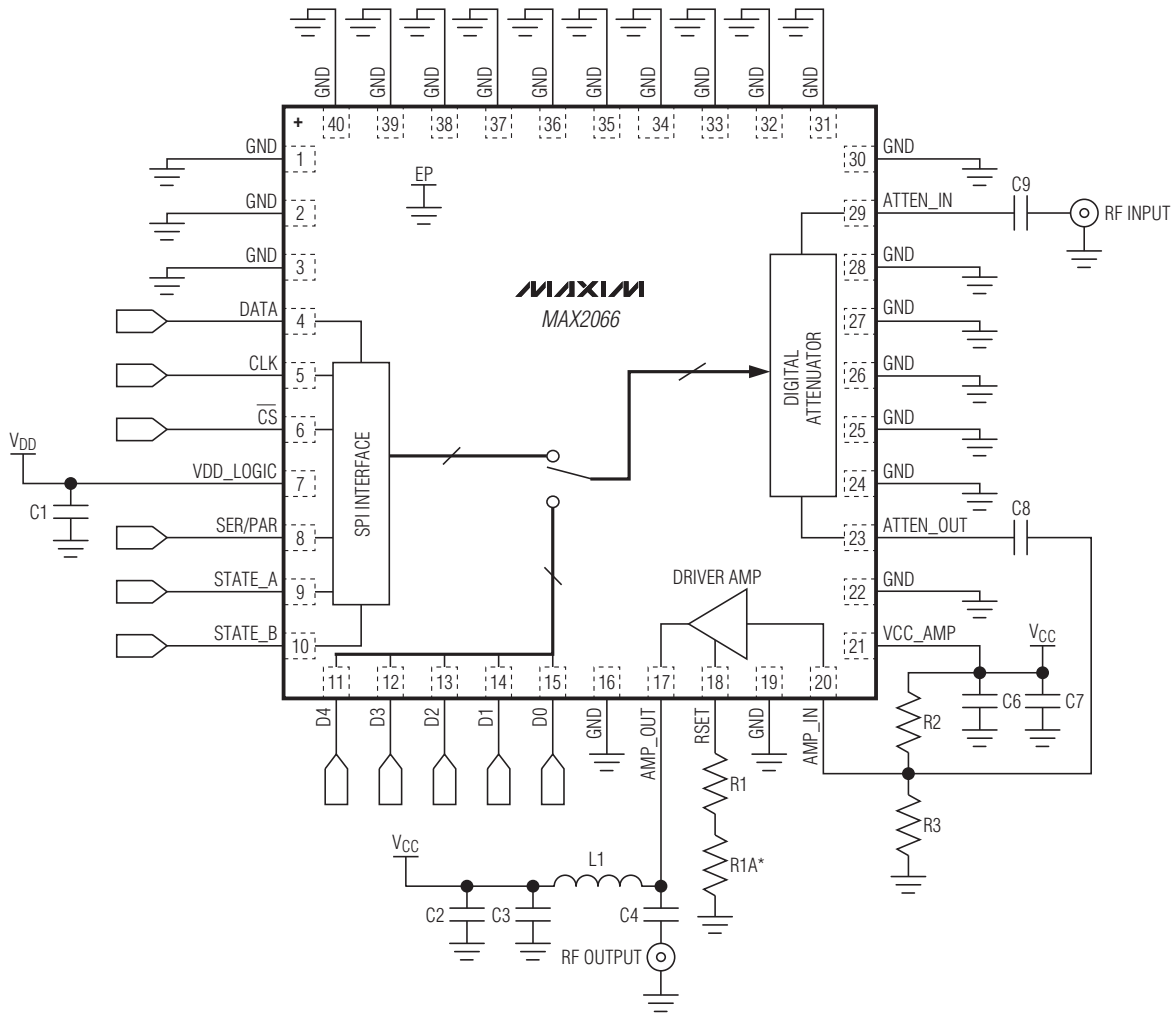 GND GND GND GND GND GND GND GND GND GND
+ 40 39 38 37 36 35 34 33 32 31
GND 1 30 GND
EP
GND 2 29 ATTEN_IN C9 RF INPUT
GND 3 28 GND
MAXIM
MAX2066
DATA 4 27 GND
CLK 5 26 GND
CS 6 25 GND
VDD VDD_LOGIC 7 24 GND
C1
SPI INTERFACE
DIGITAL
ATTENUATOR
SER/PAR 8 23 ATTEN_OUT C8
DRIVER AMP
STATE_A 9 22 GND
STATE_B 10 21 VCC_AMP VCC
11 12 13 14 15 16 17 18 19 20
D4 D3 D2 D1 D0 GND AMP_OUT RSET GND AMP_IN
R2 C6 C7
R1
R3
R1A*
VCC L1
C2 C3 C4
RF OUTPUT